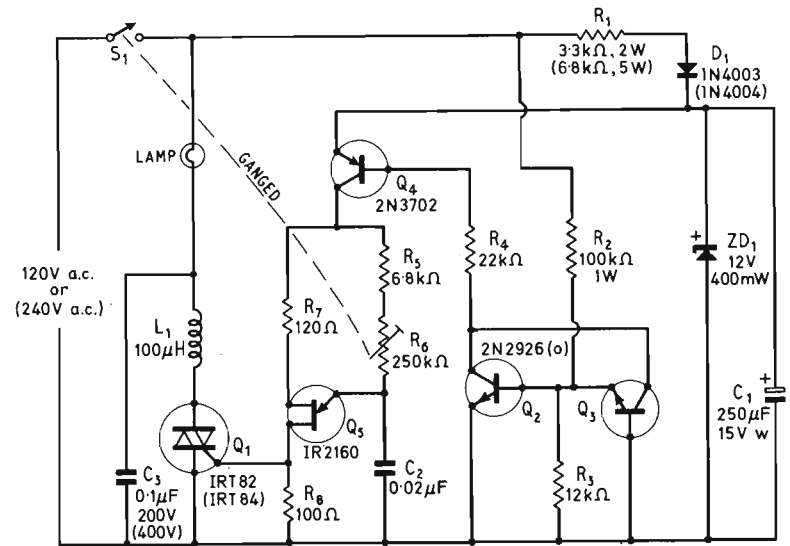 S1
R1
3.3kΩ, 2W
(6.8kΩ, 5W)
D1
1N4003
(1N4004)
LAMP
GANGED
Q4
2N3702
120V a.c.
or
(240V a.c.)
L1
100μH
R7
120Ω
R5
6.8kΩ
R6
250kΩ
R4
22kΩ
R2
100kΩ
1W
+
ZD1
12V
400mW
2N2926(o)
Q2
Q3
+
C1
250μF
15V w
Q1
IRT82
(IRT84)
Q5
IR2160
C3
0.1μF
200V
(400V)
R8
100Ω
C2
0.02μF
R3
12kΩ